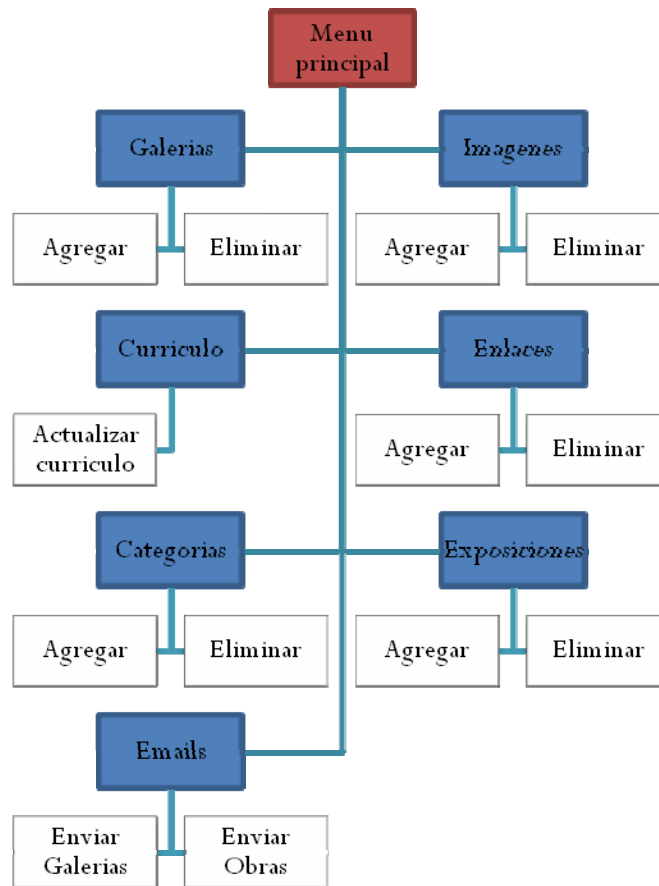 Menu
principal
Galerias
Imagenes
Agregar
Eliminar
Agregar
Eliminar
Curriculo
Enlaces
Actualizar
curriculo
Agregar
Eliminar
Categorias
Exposiciones
Agregar
Eliminar
Agregar
Eliminar
Emails
Enviar
Galerias
Enviar
Obras